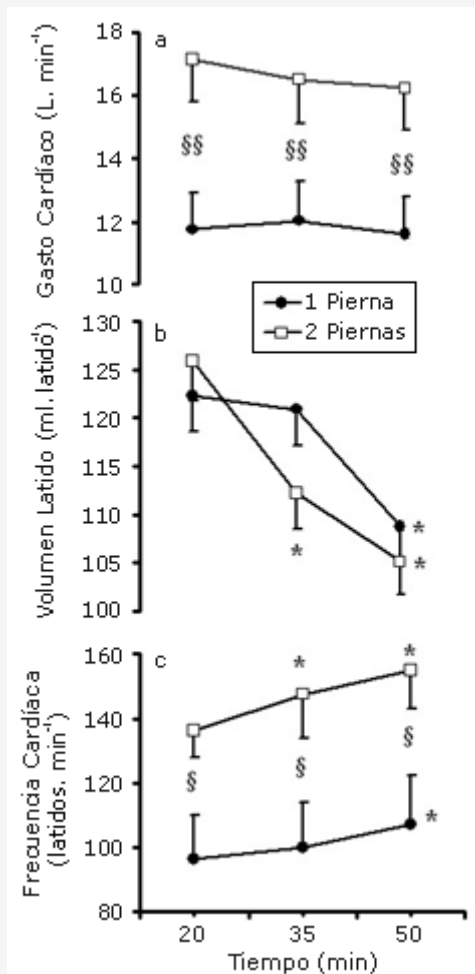 a
Gasto Cardíaco (L. min⁻¹)
18
16
14
12
10
§§ §§ §§
1 Pierna
2 Piernas
b
Volumen Latido (ml. latido¹)
130
125
120
115
110
105
100
*
*
*
c
Frecuencia Cardíaca
(latidos. min⁻¹)
160
140
120
100
80
* *
§ § §
*
20 35 50
Tiempo (min)